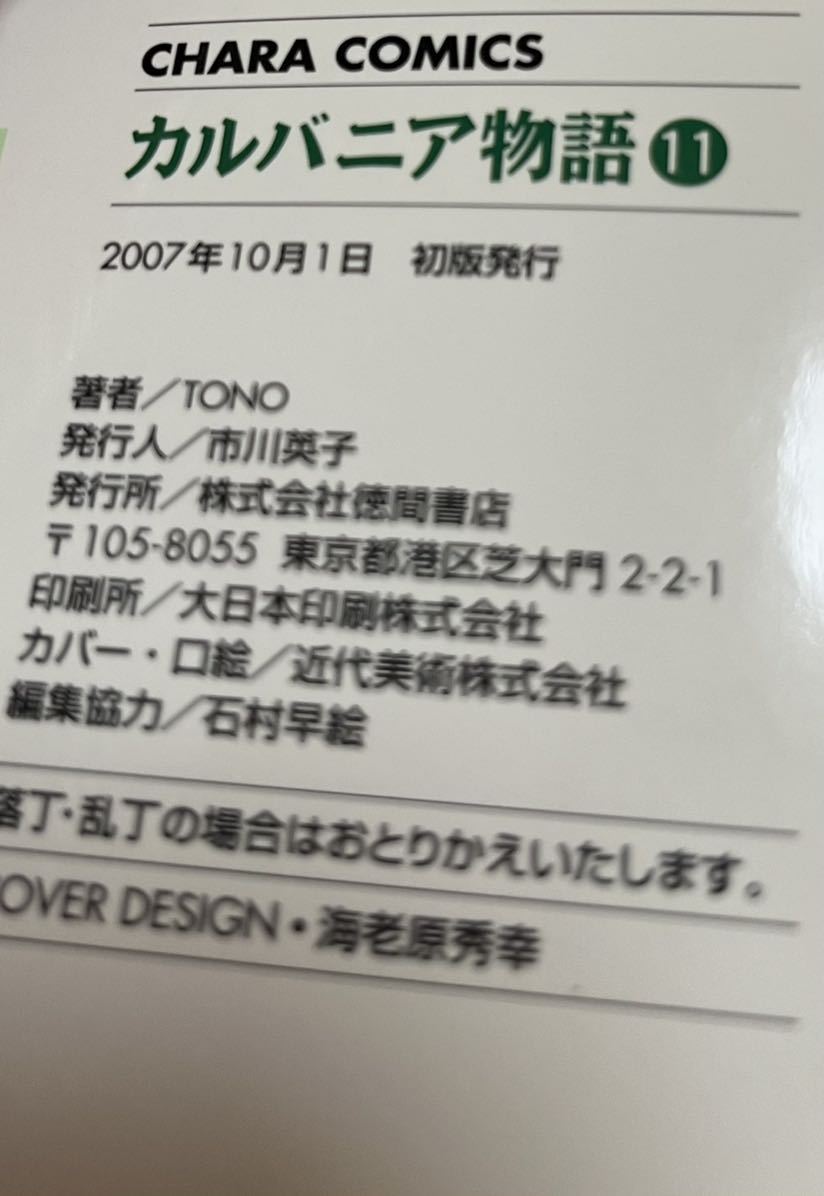 CHARA COMICS
カルバニア物語⓫
2007年10月1日 初版発行
著者／TONO
発行人／市川英子
発行所／株式会社徳間書店
〒105-8055 東京都港区芝大門 2-2-1
印刷所／大日本印刷株式会社
カバー・口絵／近代美術株式会社
編集協力／石村早絵
落丁・乱丁の場合はおとりかえいたします。
OVER DESIGN・海老原秀幸